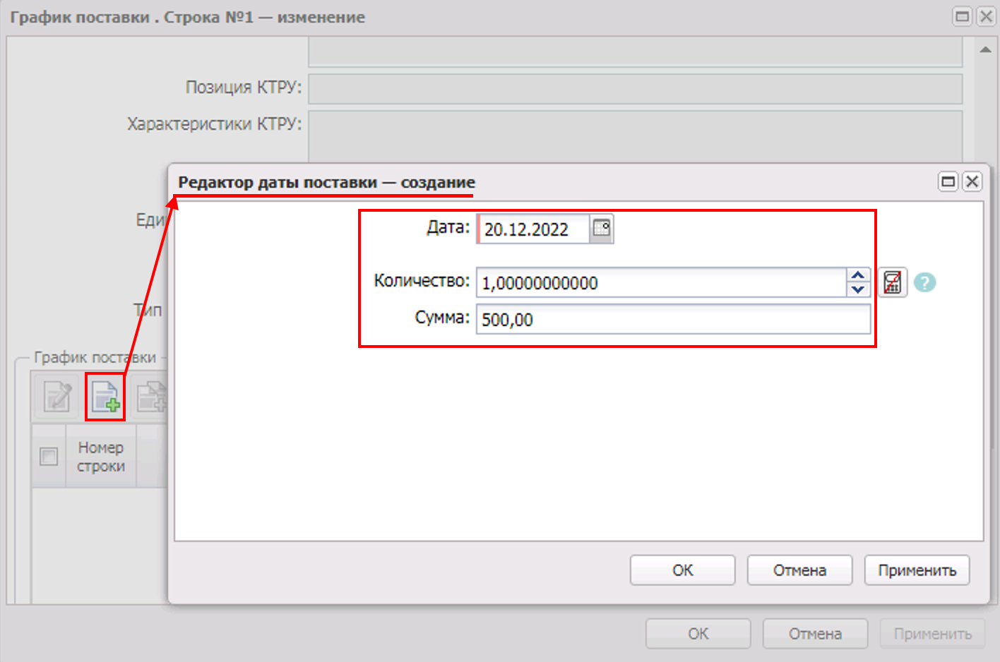 График поставки . Строка №1 — изменение
Позиция КТРУ:
Характеристики КТРУ:
Редактор даты поставки — создание
Дата: 20.12.2022
Количество: 1,00000000000
?
Сумма: 500,00
Еди
Тип
График поставки
Номер
строки
ОК Отмена Применить
ОК Отмена Применить